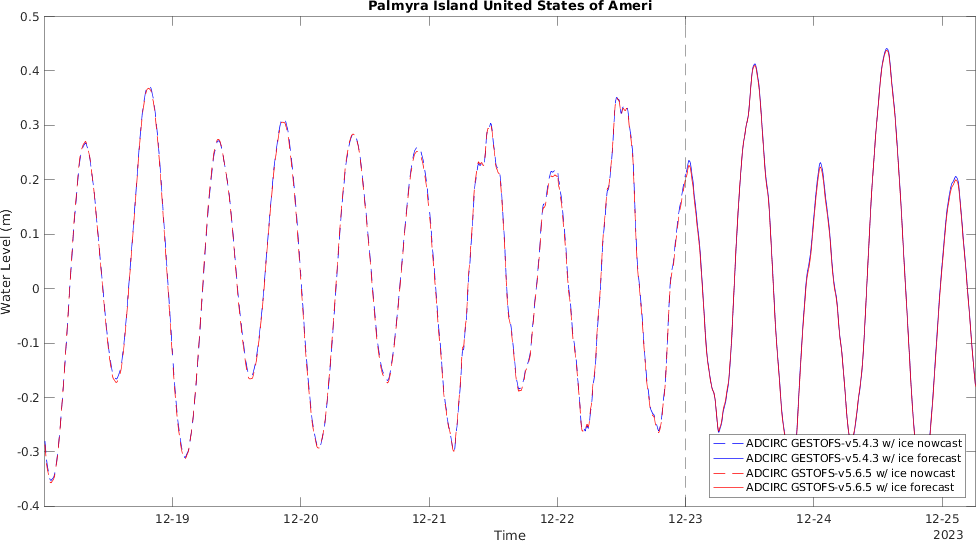 Palmyra Island United States of Ameri
0.5
0.4
0.3
0.2
0.1
0
-0.1
-0.2
-0.3
-0.4
Water Level (m)
12-19
12-20
12-21
12-22
12-23
12-24
12-25
Time
2023
ADCIRC GESTOFS-v5.4.3 w/ ice nowcast
ADCIRC GESTOFS-v5.4.3 w/ ice forecast
ADCIRC GSTOFS-v5.6.5 w/ ice nowcast
ADCIRC GSTOFS-v5.6.5 w/ ice forecast